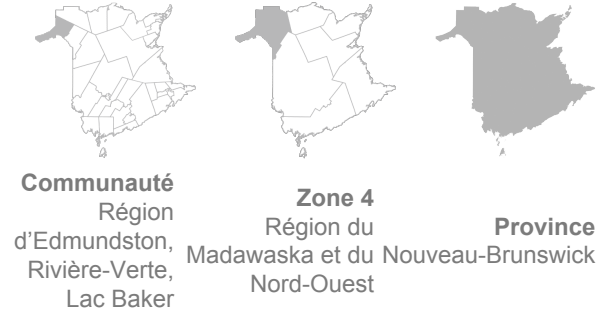 Communauté
Région
d'Edmundston,
Rivière-Verte,
Lac Baker
Zone 4
Région du
Madawaska et du
Nord-Ouest
Province
Nouveau-Brunswick